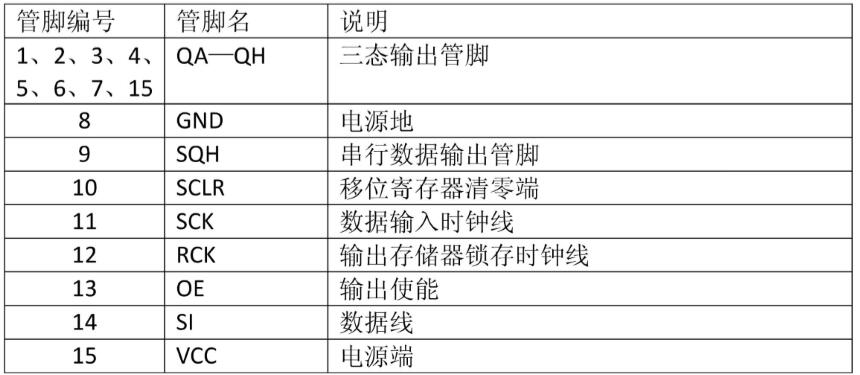 管脚编号 管脚名 说明
1、2、3、4、 QA—QH 三态输出管脚
5、6、7、15
8 GND 电源地
9 SQH 串行数据输出管脚
10 SCLR 移位寄存器清零端
11 SCK 数据输入时钟线
12 RCK 输出存储器锁存时钟线
13 OE 输出使能
14 SI 数据线
15 VCC 电源端